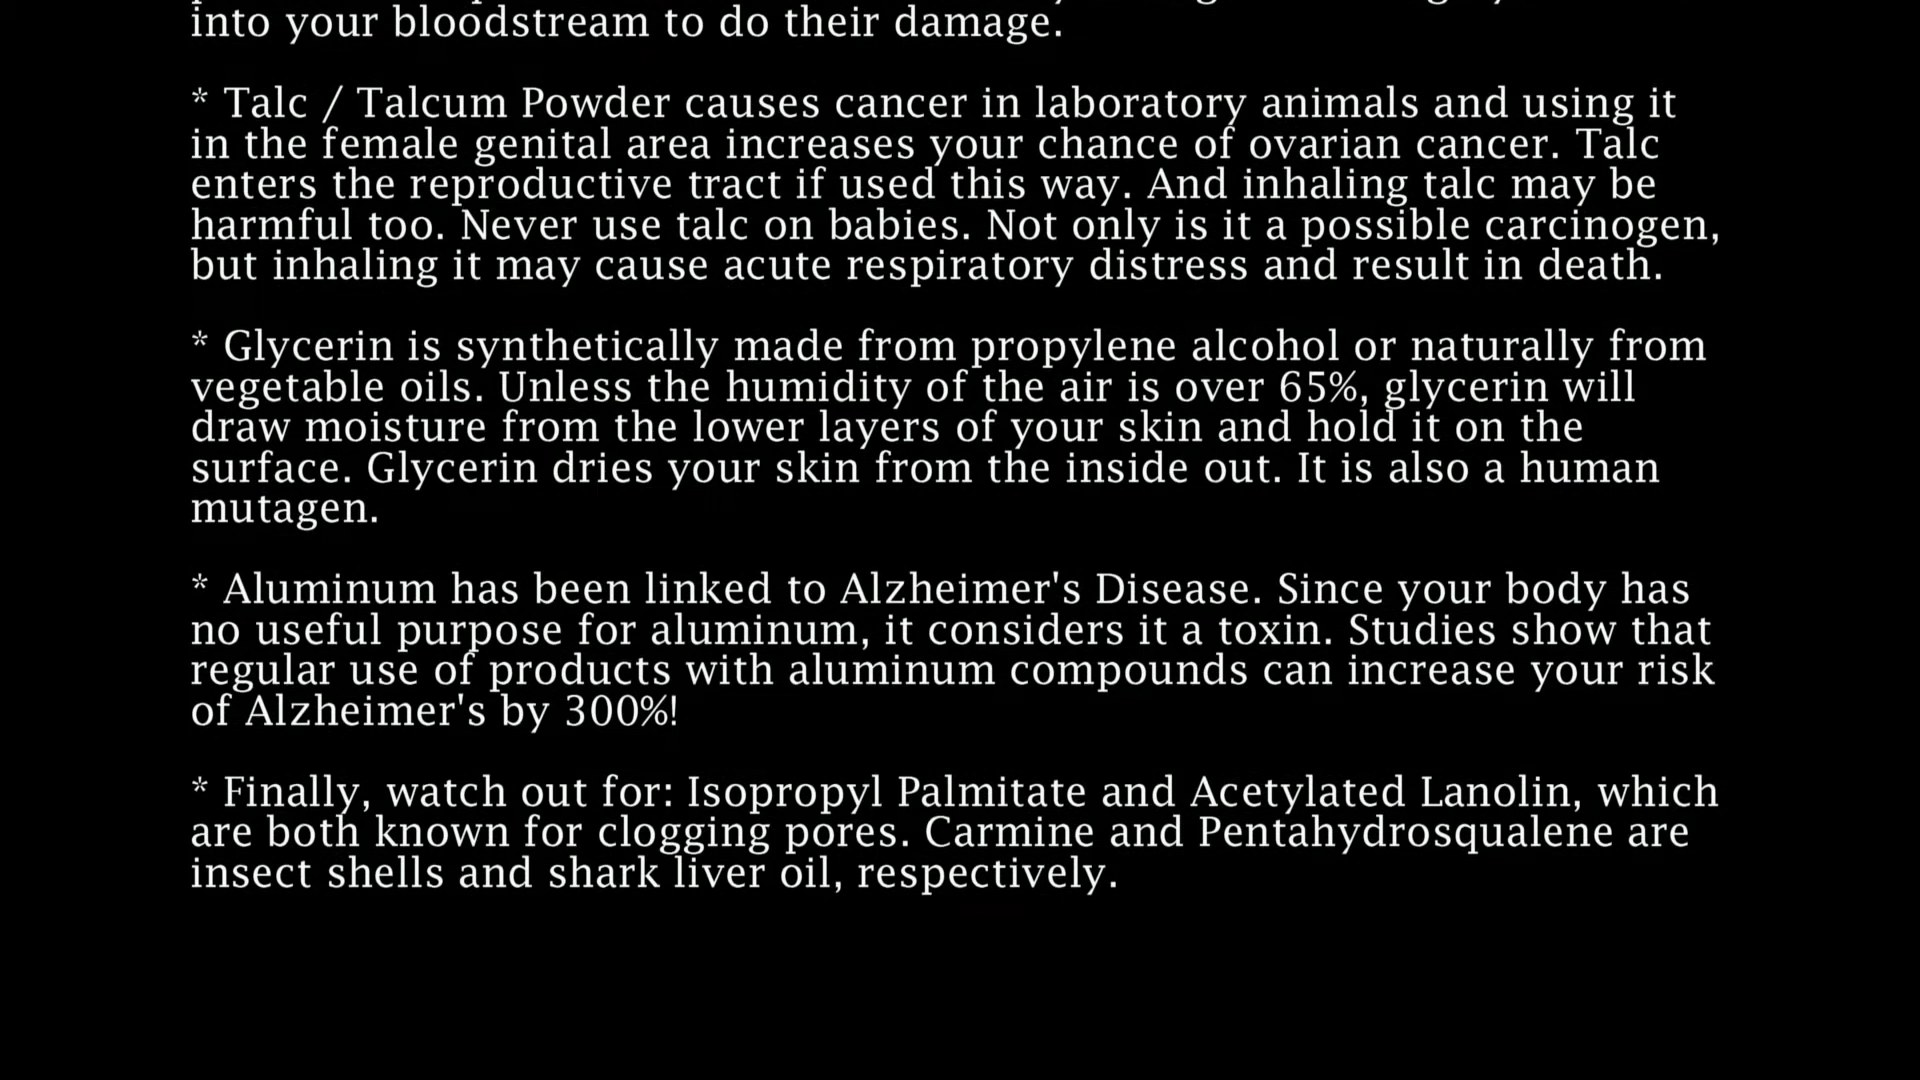 into your bloodstream to do their damage.
* Talc / Talcum Powder causes cancer in laboratory animals and using it
in the female genital area increases your chance of ovarian cancer. Talc
enters the reproductive tract if used this way. And inhaling talc may be
harmful too. Never use talc on babies. Not only is it a possible carcinogen,
but inhaling it may cause acute respiratory distress and result in death.
* Glycerin is synthetically made from propylene alcohol or naturally from
vegetable oils. Unless the humidity of the air is over 65%, glycerin will
draw moisture from the lower layers of your skin and hold it on the
surface. Glycerin dries your skin from the inside out. It is also a human
mutagen.
* Aluminum has been linked to Alzheimer's Disease. Since your body has
no useful purpose for aluminum, it considers it a toxin. Studies show that
regular use of products with aluminum compounds can increase your risk
of Alzheimer's by 300%!
* Finally, watch out for: Isopropyl Palmitate and Acetylated Lanolin, which
are both known for clogging pores. Carmine and Pentahydrosqualene are
insect shells and shark liver oil, respectively.